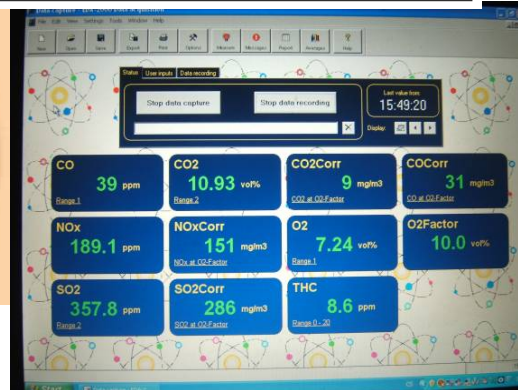 File Edit View Settings Tools Window Help
New Open Save Export Print Options Measure Messages Report Averages Help
Status User inputs Data recording
Stop data capture
Stop data recording
Last value from
15:49:20
Display:
CO
39 ppm
Range 1
CO2
10.93 vol%
Range 2
CO2Corr
9 mg/m3
CO2 at O2-Factor
COCorr
31 mg/m3
CO at O2-Factor
NOx
189.1 ppm
NOxCorr
151 mg/m3
NOx at O2-Factor
O2
7.24 vol%
Range 1
O2Factor
10.0 vol%
SO2
357.8 ppm
Range 2
SO2Corr
286 mg/m3
SO2 at O2-Factor
THC
8.6 ppm
Range 0 - 20
Start